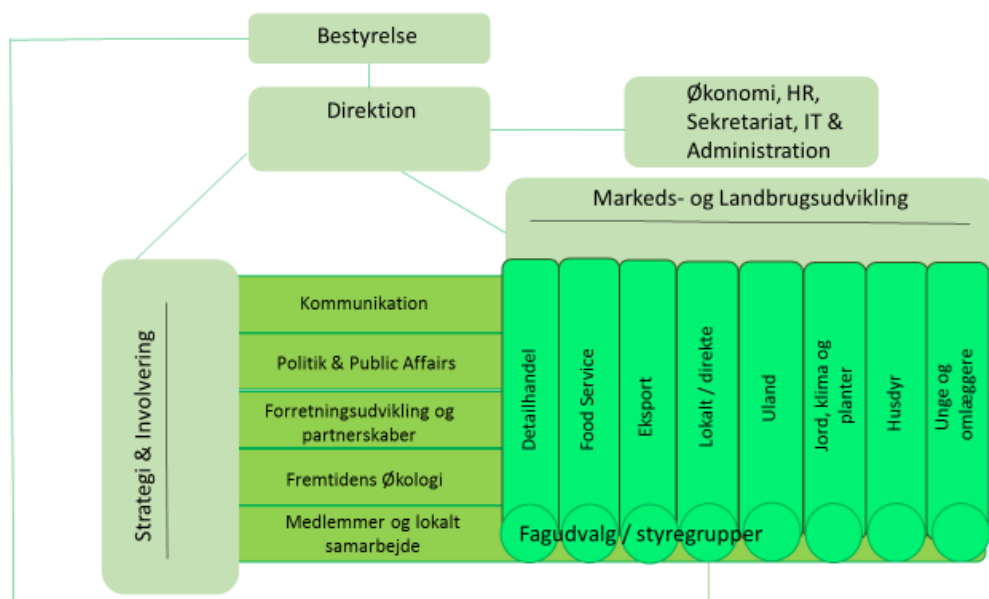 Bestyrelse
Direktion
Økonomi, HR,
Sekretariat, IT &
Administration
Markeds- og Landbrugsudvikling
Strategi & Involvering
Kommunikation
Politik & Public Affairs
Forretningsudvikling og
partnerskaber
Fremtidens Økologi
Medlemmer og lokalt
samarbejde
Detailhandel
Food Service
Eksport
Lokalt / direkte
Uland
Jord, klima og
planter
Husdyr
Unge og
omlæggere
Fagudvalg / styregrupper